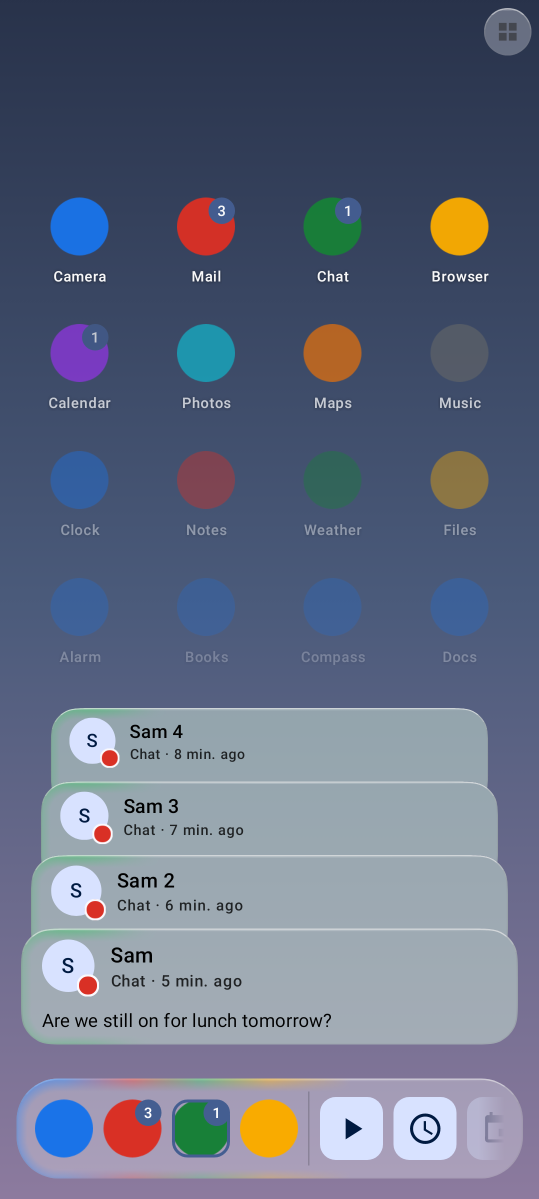 3
1
Camera Mail Chat Browser
1
Calendar Photos Maps Music
Clock Notes Weather Files
Alarm Books Compass Docs
S
Sam 4
Chat · 8 min. ago
S
Sam 3
Chat · 7 min. ago
S
Sam 2
Chat · 6 min. ago
S
Sam
Chat · 5 min. ago
Are we still on for lunch tomorrow?
3
1